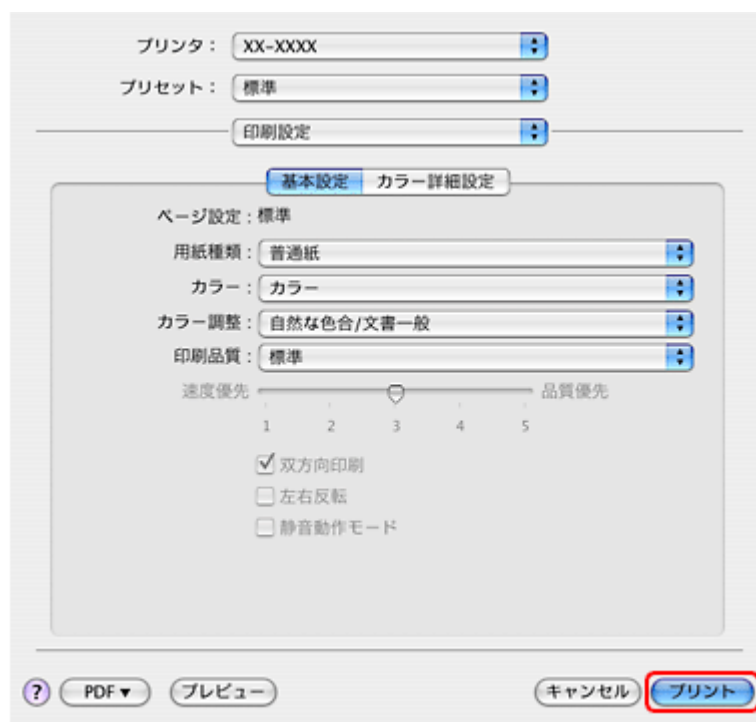 プリンタ： XX-XXXX
プリセット： 標準
印刷設定
基本設定 カラー詳細設定
ページ設定：標準
用紙種類：普通紙
カラー：カラー
カラー調整：自然な色合/文書一般
印刷品質：標準
速度優先 品質優先
1 2 3 4 5
双方向印刷
左右反転
静音動作モード
? PDF▼ プレビュー キャンセル プリント